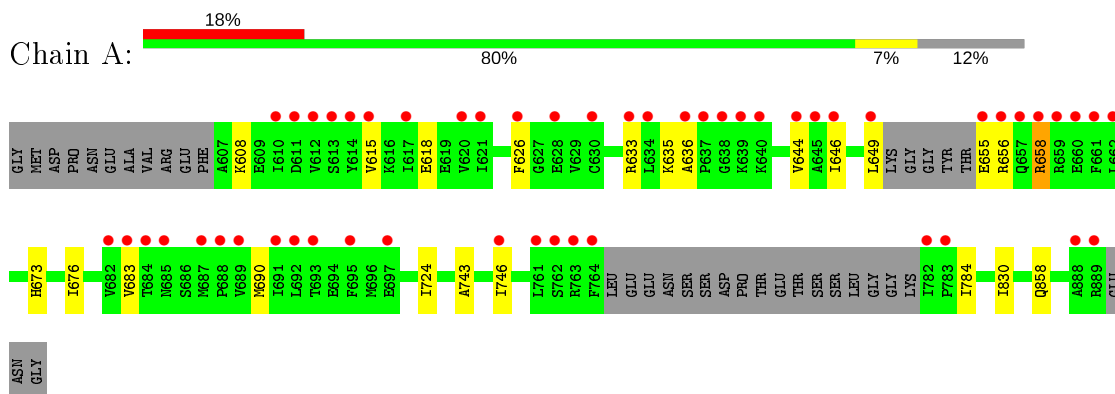 18%
Chain A:
80% 7% 12%
GLY MET ASP PRO ASN GLU ALA VAL ARG GLU PHE A607 K608 E609 I610 D611 V612 S613 Y614 V615 K616 I617 E618 E619 V620 I621 F626 G627 E628 V629 C630 R633 L634 K635 A636 P637 G638 K639 K640 V644 A645 I646 L649 LYS GLY GLY TYR THR E655 R656 Q657 R658 R659 E660 F661 L662
H673 I676 V682 V683 T684 N685 S686 M687 P688 V689 M690 I691 L692 T693 E694 F695 M696 E697 I724 A743 I746 L761 S762 R763 F764 LEU GLU GLU ASN SER SER ASP PRO THR GLU THR SER SER LEU GLY GLY LYS I782 P783 I784 I830 Q858 A888 R889 GLU
ASN GLY